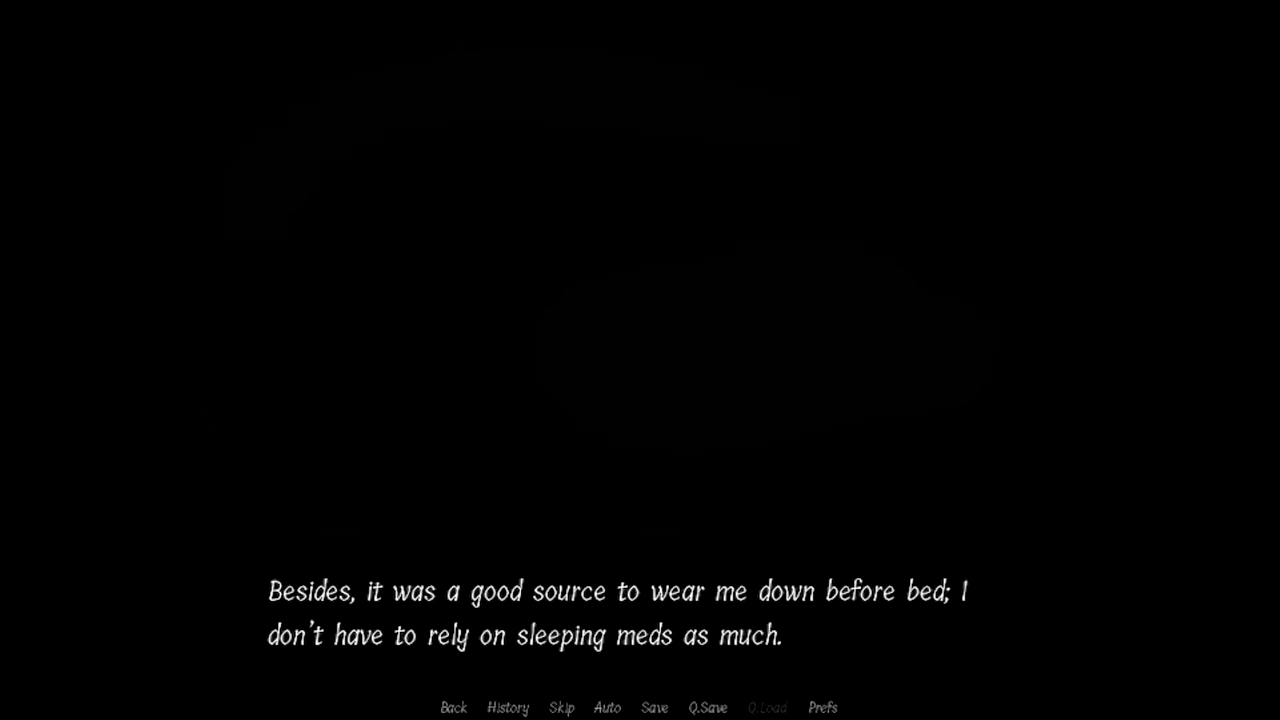 Besides, it was a good source to wear me down before bed; I
don't have to rely on sleeping meds as much.
Back History Skip Auto Save Q.Save Q.Load Prefs